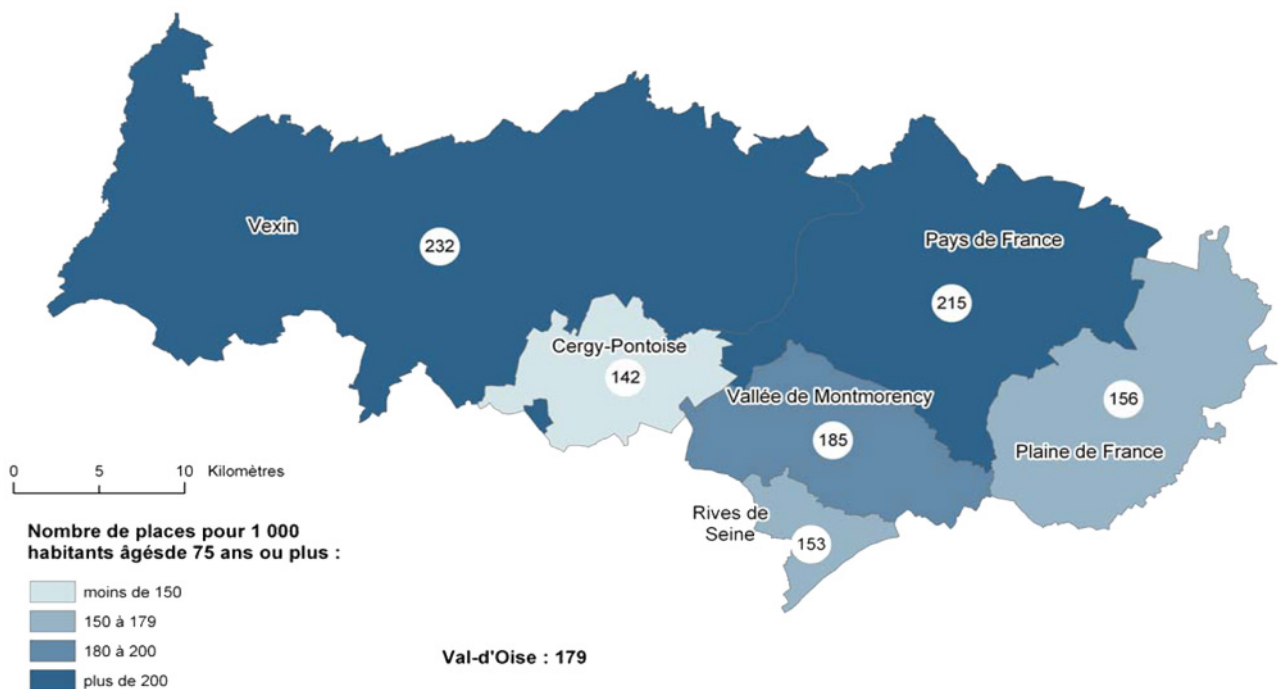 Vexin
232
Pays de France
215
Cergy-Pontoise
142
Vallée de Montmorency
185
156
Plaine de France
0 5 10 Kilomètres
Rives de
Seine
153
Nombre de places pour 1 000
habitants âgésde 75 ans ou plus :
moins de 150
150 à 179
180 à 200
plus de 200
Val-d'Oise : 179